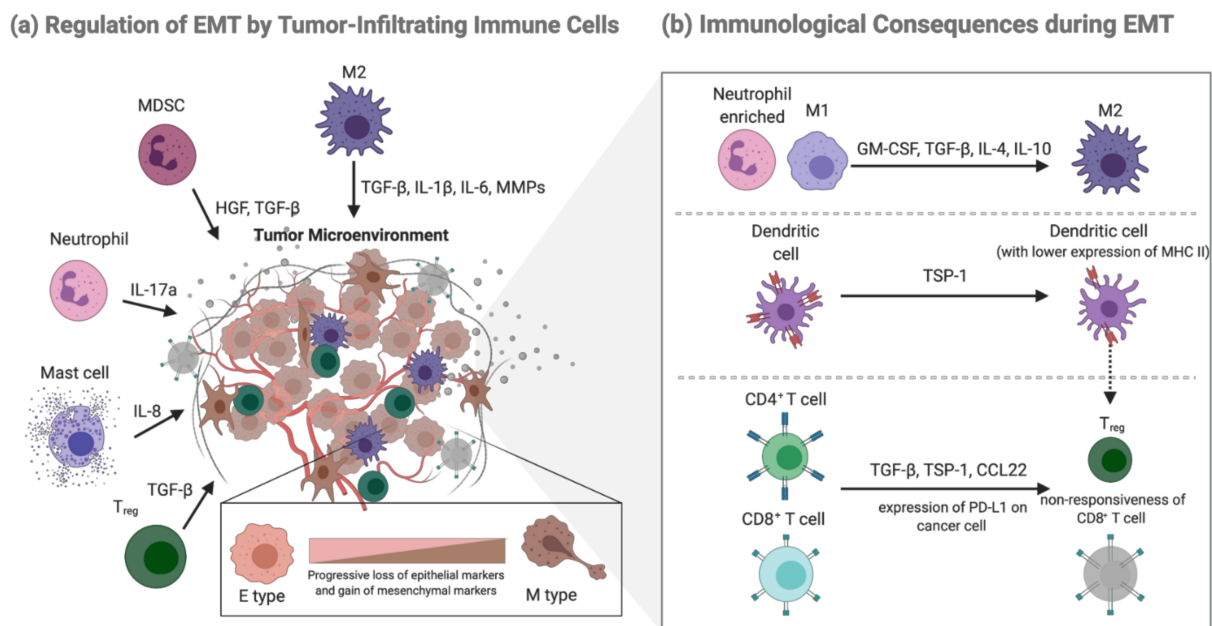 (a) Regulation of EMT by Tumor-Infiltrating Immune Cells
M2
MDSC
TGF-β, IL-1β, IL-6, MMPs
HGF, TGF-β
Tumor Microenvironment
Neutrophil
IL-17a
Mast cell
IL-8
TGF-β
Treg
E type
Progressive loss of epithelial markers
and gain of mesenchymal markers
M type
(b) Immunological Consequences during EMT
Neutrophil
enriched
M1
GM-CSF, TGF-β, IL-4, IL-10
M2
Dendritic
cell
TSP-1
Dendritic cell
(with lower expression of MHC II)
CD4⁺ T cell
Treg
TGF-β, TSP-1, CCL22
expression of PD-L1 on
cancer cell
CD8⁺ T cell
non-responsiveness of
CD8⁺ T cell